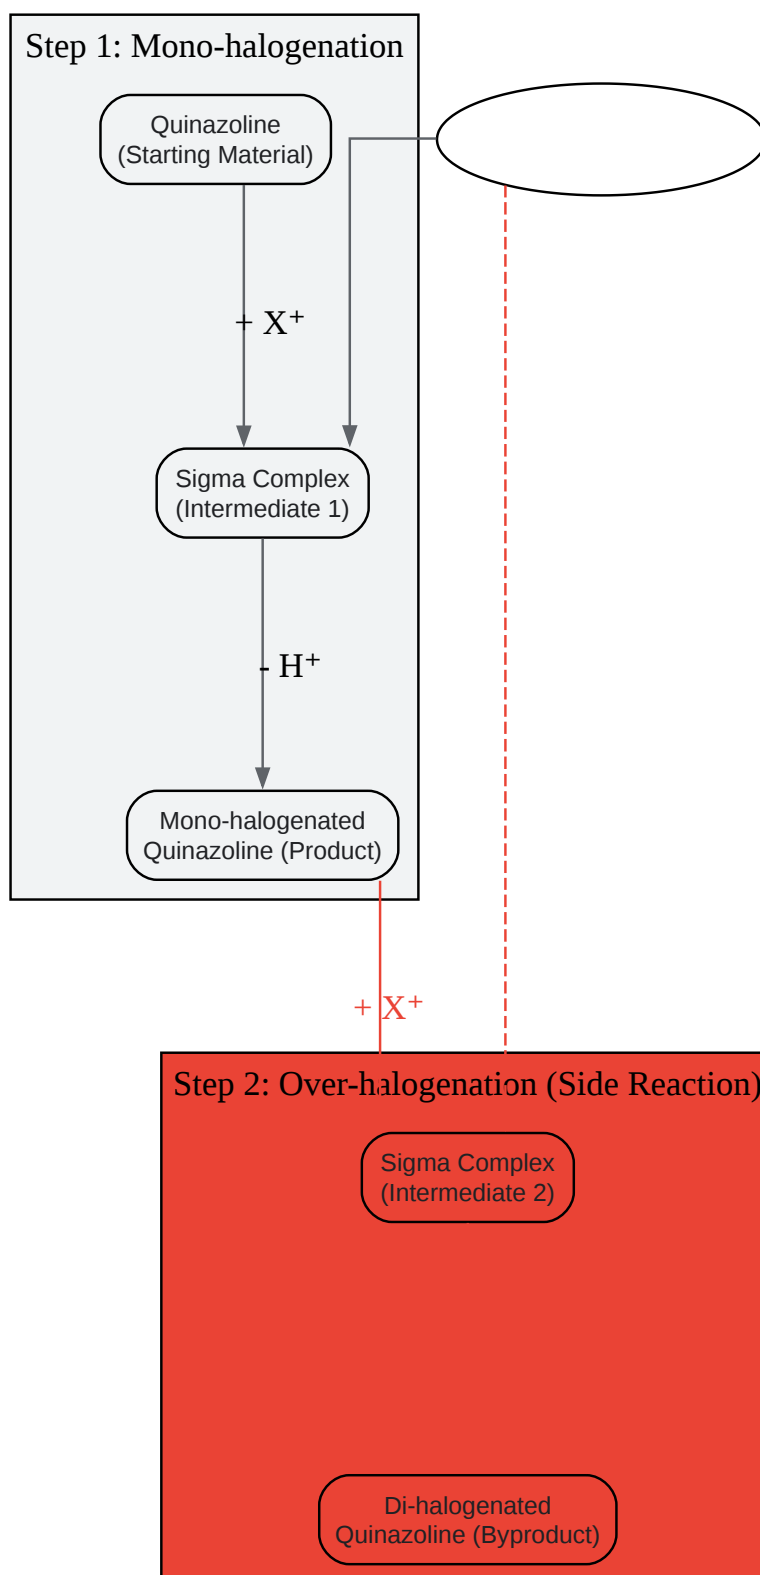 Step 1: Mono-halogenation
Quinazoline
(Starting Material)
+ X⁺
Sigma Complex
(Intermediate 1)
- H⁺
Mono-halogenated
Quinazoline (Product)
+ X⁺
Step 2: Over-halogenation (Side Reaction)
Sigma Complex
(Intermediate 2)
Di-halogenated
Quinazoline (Byproduct)